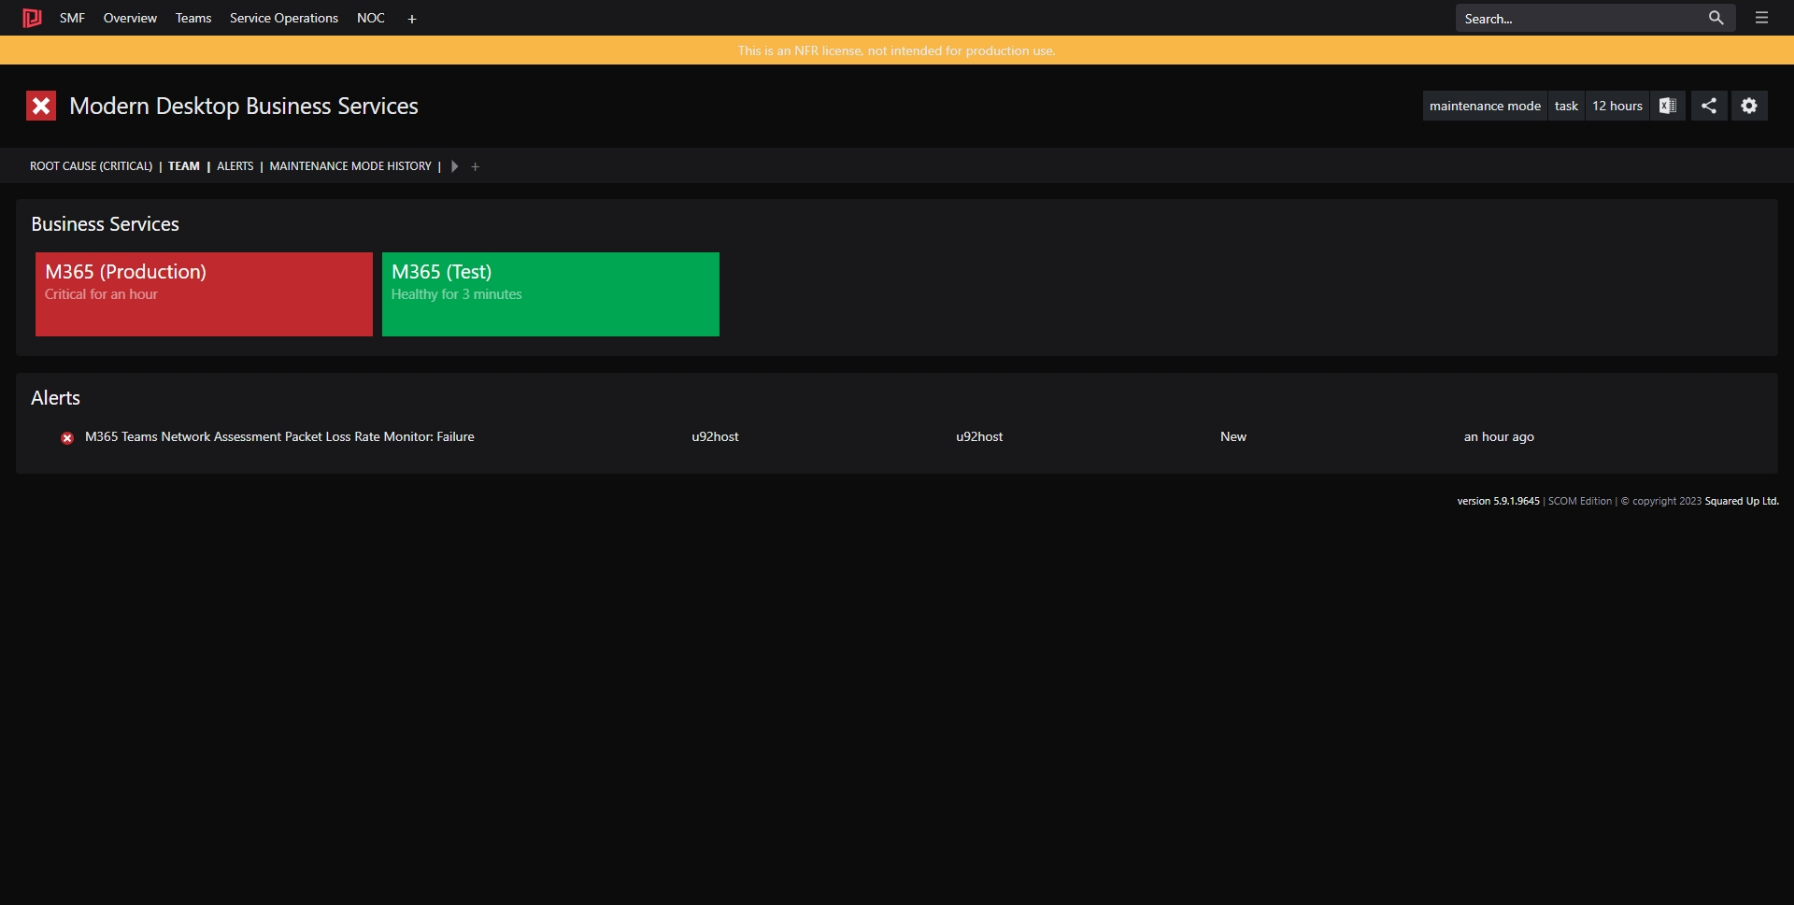 SMF Overview Teams Service Operations NOC + Search...
This is an NFR license, not intended for production use.
Modern Desktop Business Services
maintenance mode task 12 hours
ROOT CAUSE (CRITICAL) | TEAM | ALERTS | MAINTENANCE MODE HISTORY | +
Business Services
M365 (Production)
Critical for an hour
M365 (Test)
Healthy for 3 minutes
Alerts
M365 Teams Network Assessment Packet Loss Rate Monitor: Failure u92host u92host New an hour ago
version 5.9.1.9645 | SCOM Edition | © copyright 2023 Squared Up Ltd.